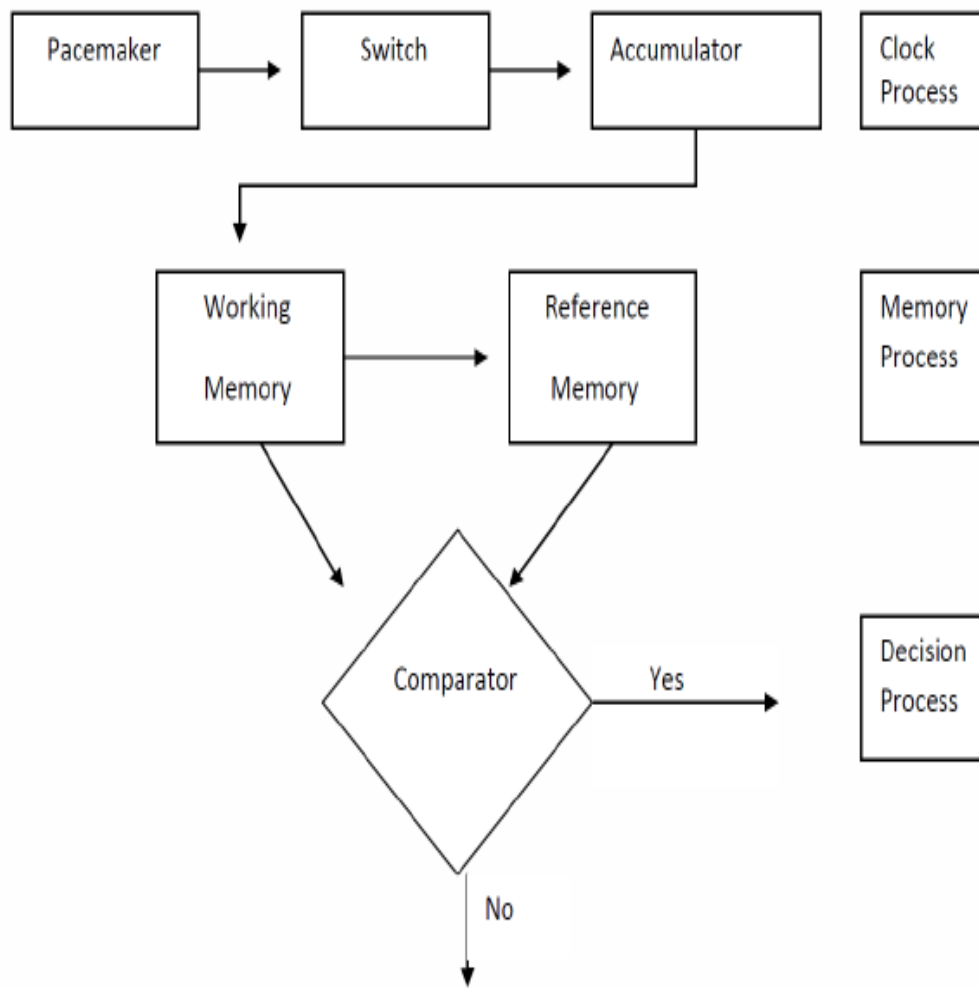 Pacemaker
Switch
Accumulator
Clock
Process
Working
Memory
Reference
Memory
Memory
Process
Comparator
Yes
Decision
Process
No